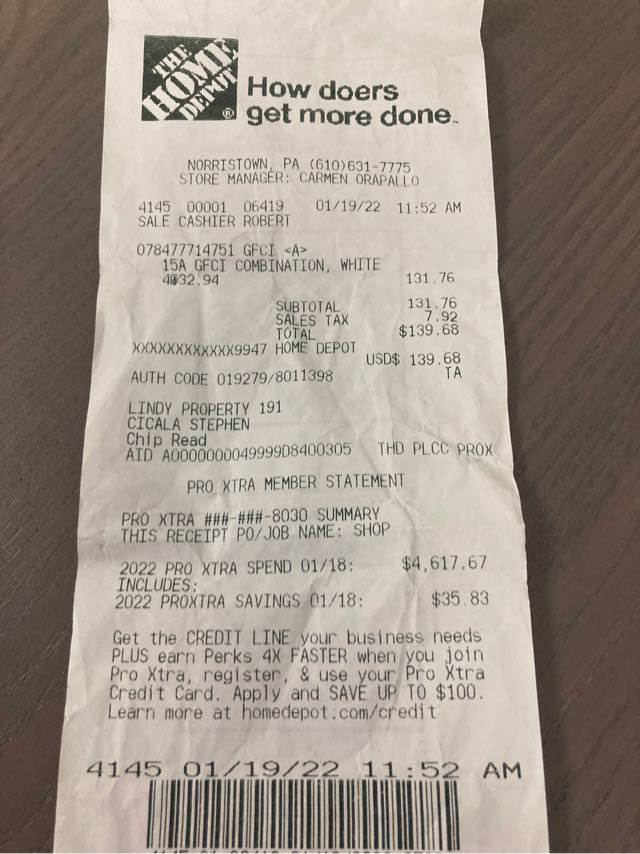 THE
HOME
DEPOT
®
How doers
get more done™
NORRISTOWN, PA (610)631-7775
STORE MANAGER: CARMEN ORAPALLO
4145 00001 06419 01/19/22 11:52 AM
SALE CASHIER ROBERT
078477714751 GFCI <A>
15A GFCI COMBINATION, WHITE
4@32.94 131.76
SUBTOTAL 131.76
SALES TAX 7.92
TOTAL $139.68
XXXXXXXXXXXX9947 HOME DEPOT
USD$ 139.68
AUTH CODE 019279/8011398 TA
LINDY PROPERTY 191
CICALA STEPHEN
Chip Read
AID A0000000049999D8400305 THD PLCC PROX
PRO XTRA MEMBER STATEMENT
PRO XTRA ###-###-8030 SUMMARY
THIS RECEIPT PO/JOB NAME: SHOP
2022 PRO XTRA SPEND 01/18: $4,617.67
INCLUDES:
2022 PROXTRA SAVINGS 01/18: $35.83
Get the CREDIT LINE your business needs
PLUS earn Perks 4X FASTER when you join
Pro Xtra, register, & use your Pro Xtra
Credit Card. Apply and SAVE UP TO $100.
Learn more at homedepot.com/credit
4145 01/19/22 11:52 AM